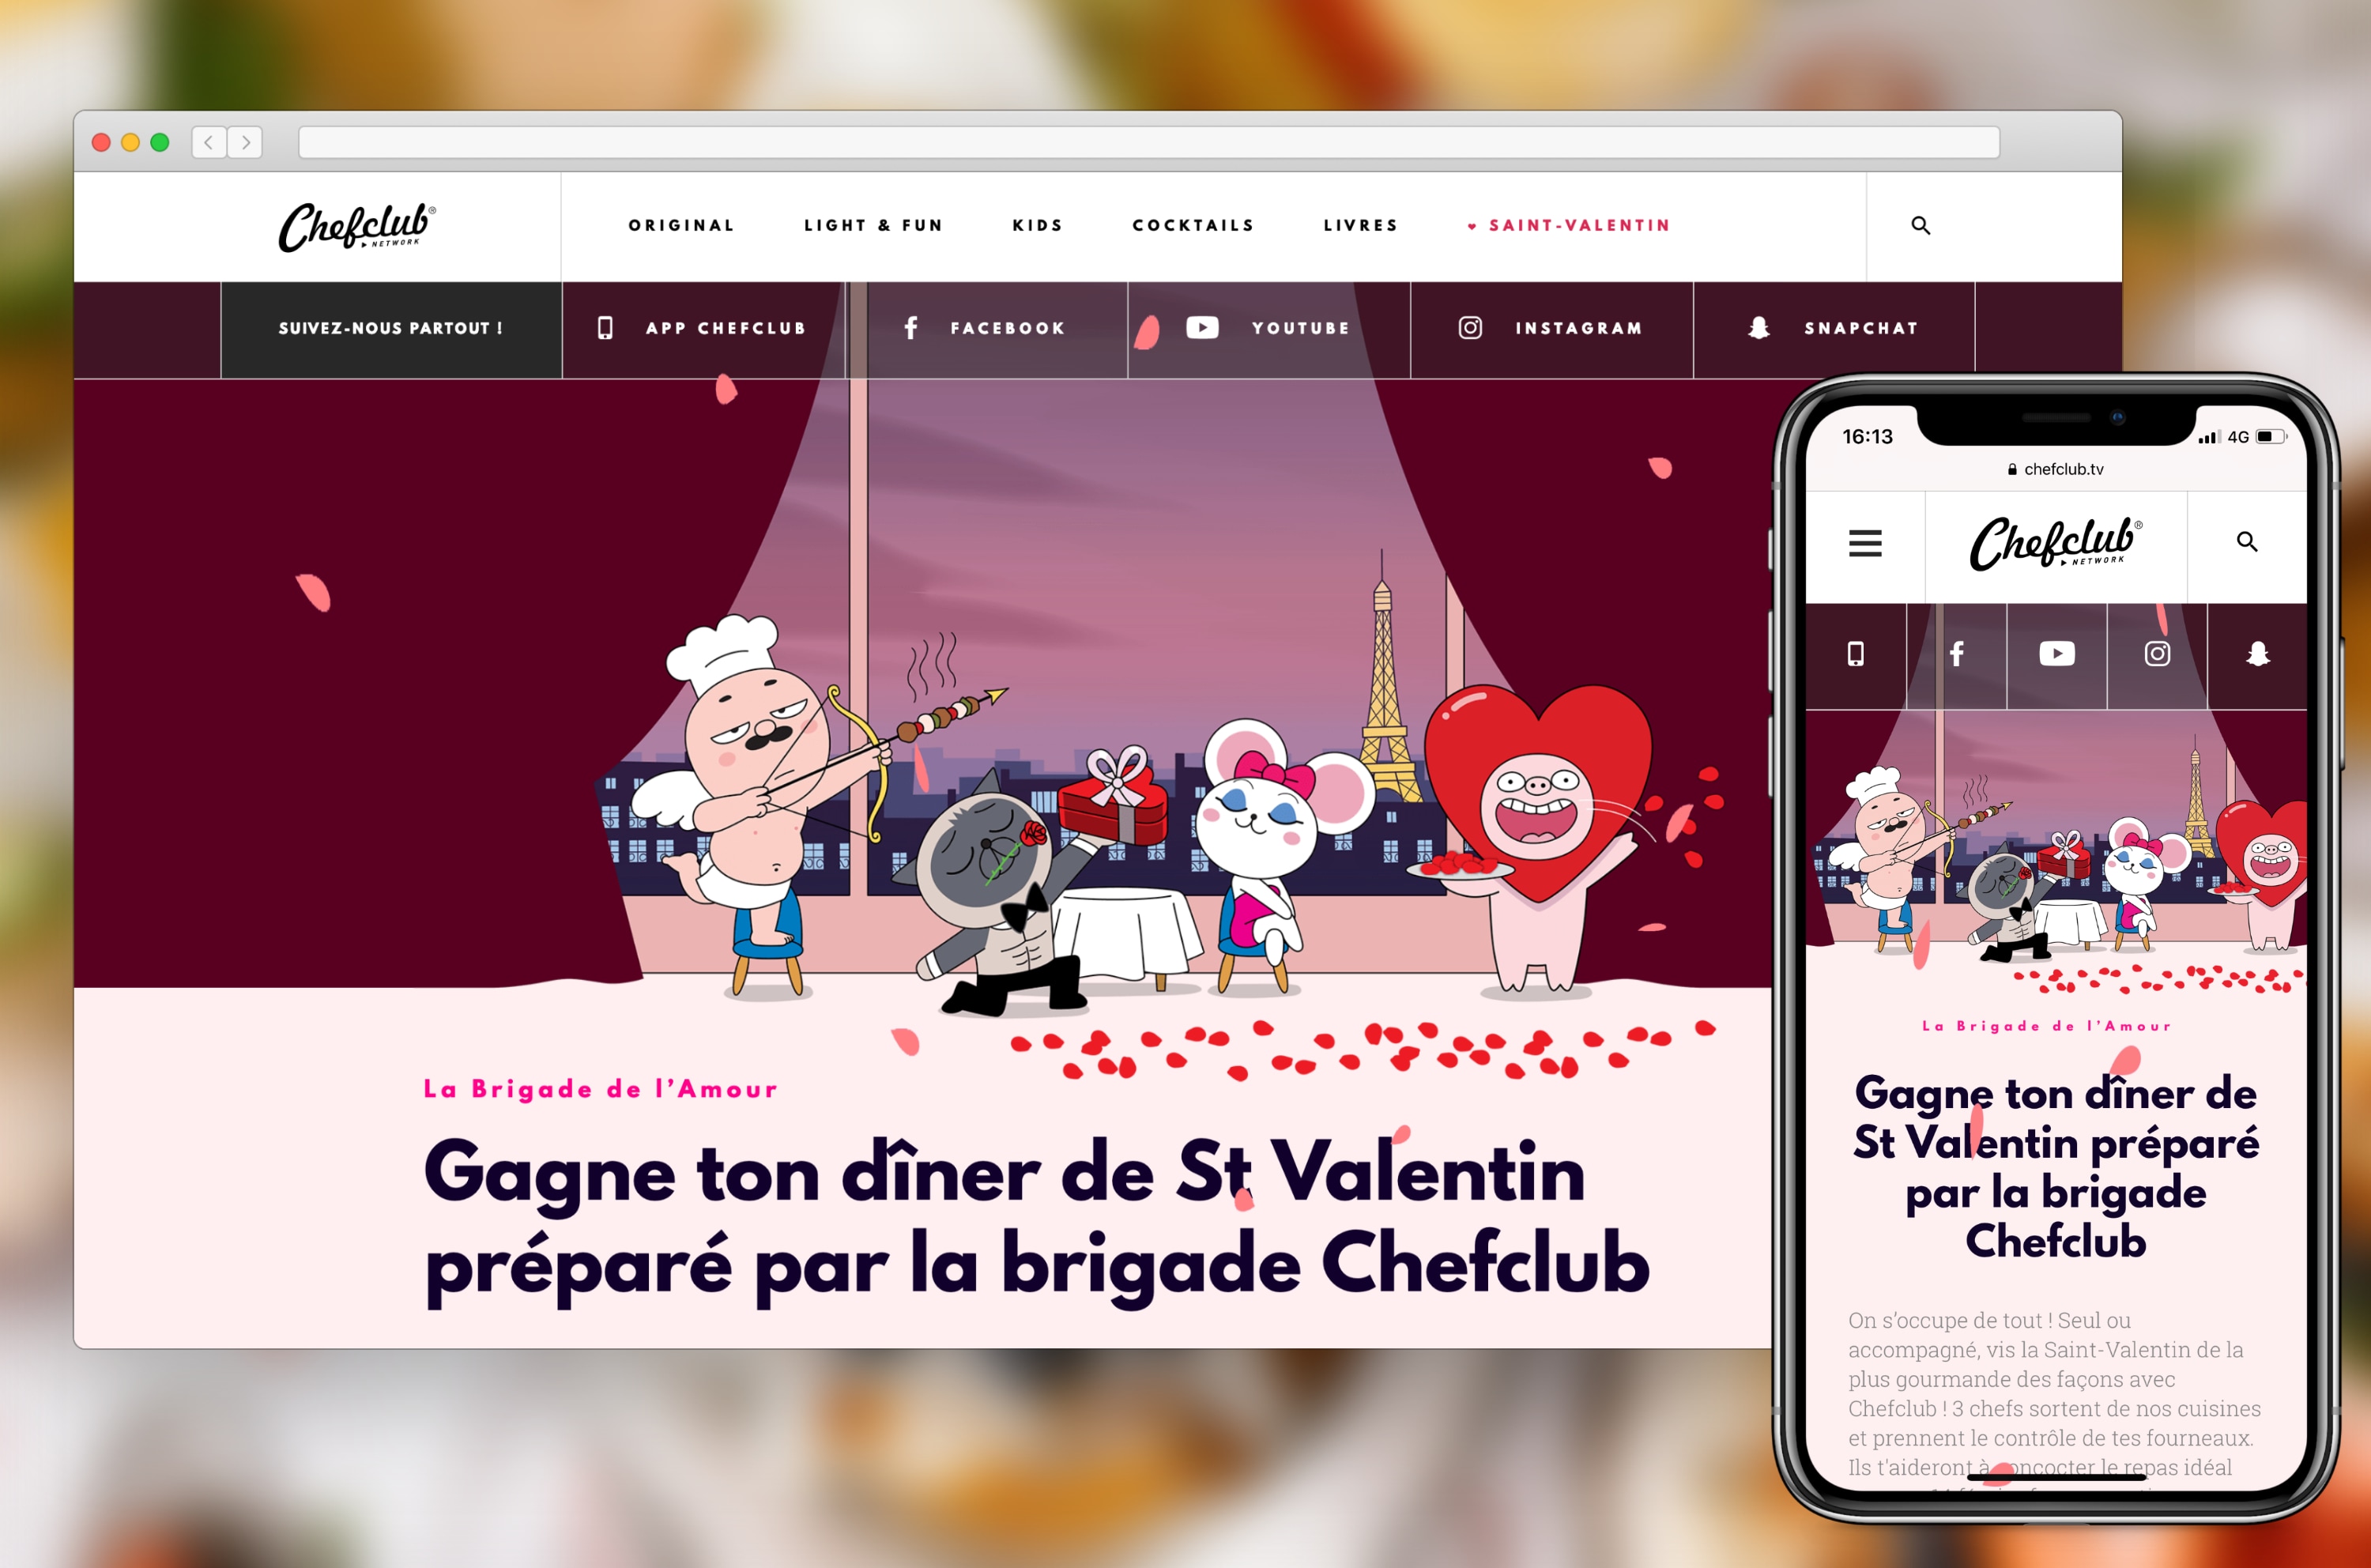 Chefclub®
NETWORK
ORIGINAL LIGHT & FUN KIDS COCKTAILS LIVRES SAINT-VALENTIN
SUIVEZ-NOUS PARTOUT ! APP CHEFCLUB FACEBOOK YOUTUBE INSTAGRAM SNAPCHAT
La Brigade de l’Amour
Gagne ton dîner de St Valentin
préparé par la brigade Chefclub
16:13 4G
chefclub.tv
Chefclub®
NETWORK
La Brigade de l’Amour
Gagne ton dîner de
St Valentin préparé
par la brigade
Chefclub
On s’occupe de tout ! Seul ou
accompagné, vis la Saint-Valentin de la
plus gourmande des façons avec
Chefclub ! 3 chefs sortent de nos cuisines
et prennent le contrôle de tes fourneaux.
Ils t'aideront à concocter le repas idéal